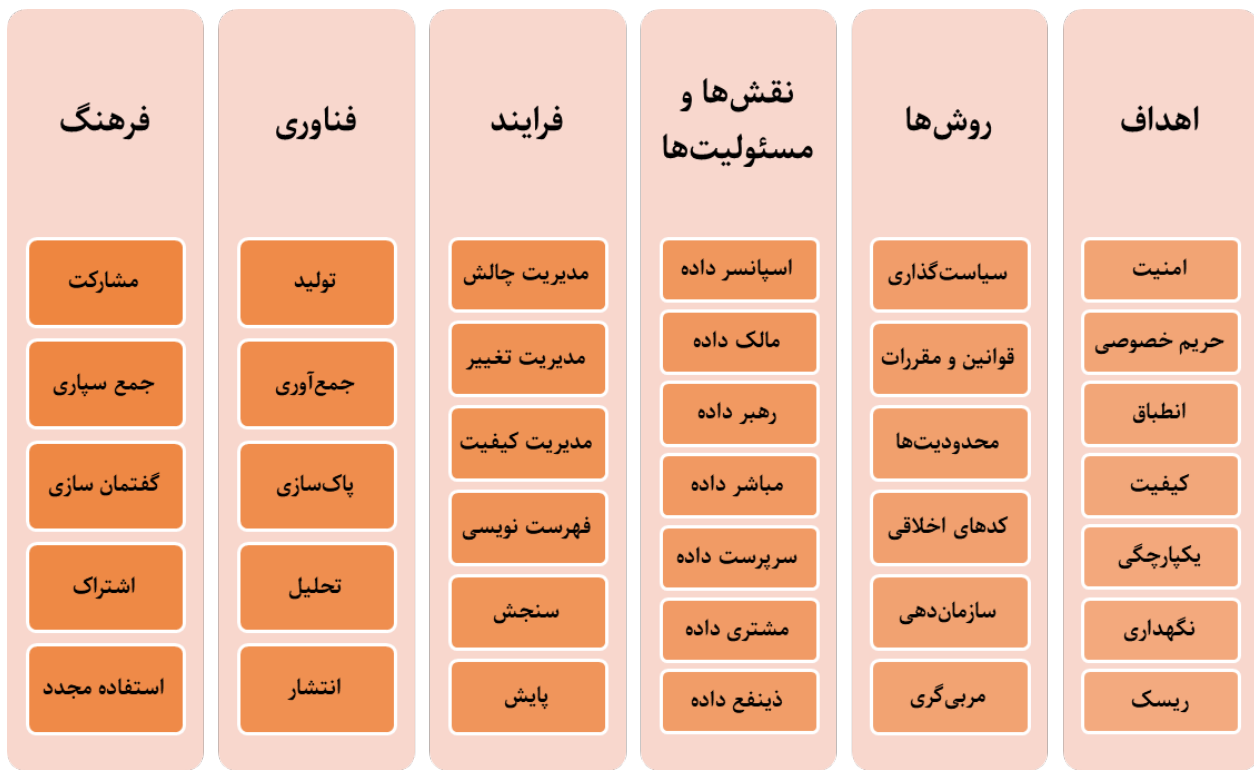 اهداف
امنیت
حریم خصوصی
انطباق
کیفیت
یکپارچگی
نگهداری
ریسک
روش‌ها
سیاست‌گذاری
قوانین و مقررات
محدودیت‌ها
کدهای اخلاقی
سازمان‌دهی
مربی‌گری
نقش‌ها و
مسئولیت‌ها
اسپانسر داده
مالک داده
رهبر داده
مباشر داده
سرپرست داده
مشتری داده
ذینفع داده
فرایند
مدیریت چالش
مدیریت تغییر
مدیریت کیفیت
فهرست نویسی
سنجش
پایش
فناوری
تولید
جمع‌آوری
پاک‌سازی
تحلیل
انتشار
فرهنگ
مشارکت
جمع سپاری
گفتمان سازی
اشتراک
استفاده مجدد